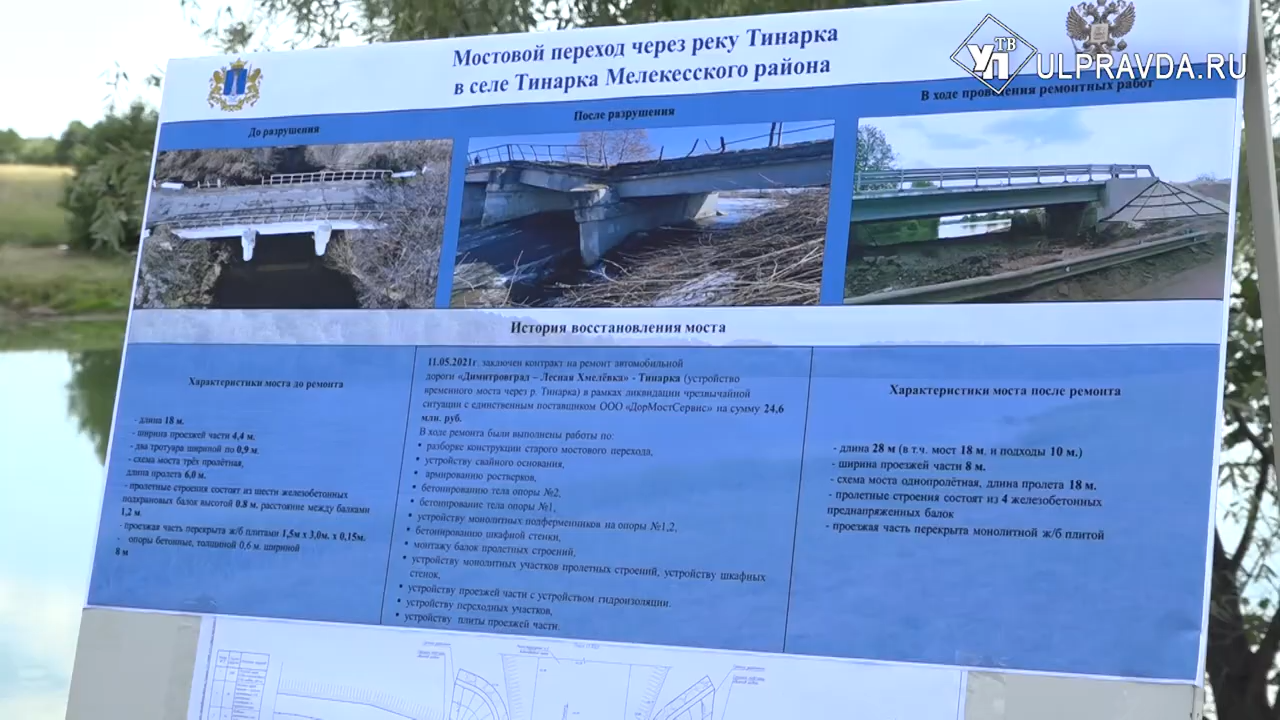 Мостовой переход через реку Тинарка
в селе Тинарка Мелекесского района
УП ТВ ULPRAVDA.RU
До разрушения
После разрушения
В ходе проведения ремонтных работ
История восстановления моста
Характеристики моста до ремонта
- длина 18 м.
- ширина проезжей части 4,4 м.
- два тротуара шириной по 0,9 м.
- схема моста трёх пролётная,
длина пролета 6,0 м.
- пролетные строения состоят из шести железобетонных
подкрановых балок высотой 0.8 м, расстояние между балками
1,2 м.
- проезжая часть перекрыта ж/б плитами 1,5м х 3,0м. х 0,15м.
- опоры бетонные, толщиной 0,6 м. шириной
8 м
11.05.2021г. заключен контракт на ремонт автомобильной
дороги «Димитровград – Лесная Хмелёвка» - Тинарка (устройство
временного моста через р. Тинарка) в рамках ликвидации чрезвычайной
ситуации с единственным поставщиком ООО «ДорМостСервис» на сумму 24,6
млн. руб.
В ходе ремонта были выполнены работы по:
• разборке конструкции старого мостового перехода,
• устройству свайного основания,
• армированию ростверков,
• бетонированию тела опоры №2,
• бетонирование тела опоры №1,
• устройству монолитных подферменников на опоры №1,2,
• бетонированию шкафной стенки,
• монтажу балок пролетных строений,
• устройству монолитных участков пролетных строений, устройству шкафных
стенок,
• устройству проезжей части с устройством гидроизоляции.
• устройству переходных участков,
• устройству плиты проезжей части.
Характеристики моста после ремонта
- длина 28 м (в т.ч. мост 18 м. и подходы 10 м.)
- ширина проезжей части 8 м.
- схема моста однопролётная, длина пролета 18 м.
- пролетные строения состоят из 4 железобетонных
преднапряженных балок
- проезжая часть перекрыта монолитной ж/б плитой